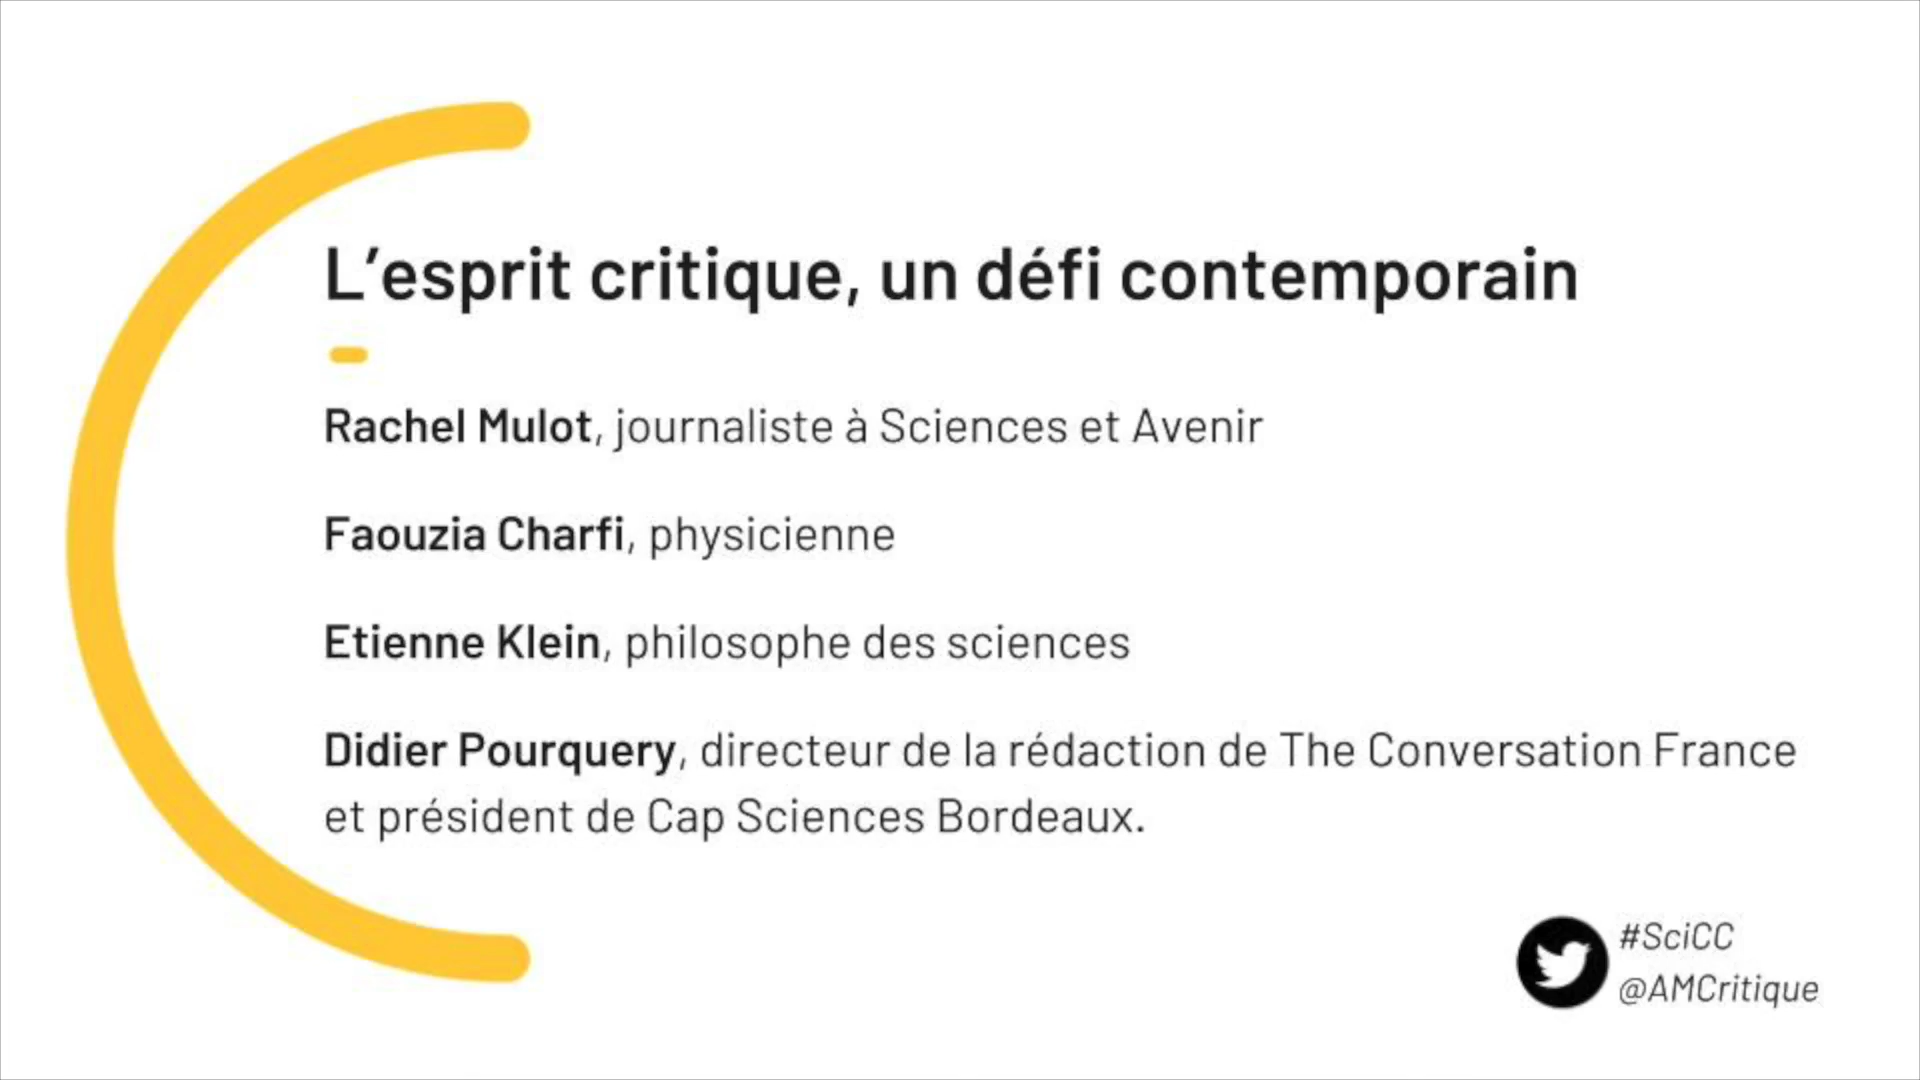 L’esprit critique, un défi contemporain
Rachel Mulot, journaliste à Sciences et Avenir
Faouzia Charfi, physicienne
Etienne Klein, philosophe des sciences
Didier Pourquery, directeur de la rédaction de The Conversation France
et président de Cap Sciences Bordeaux.
#SciCC
@AMCritique